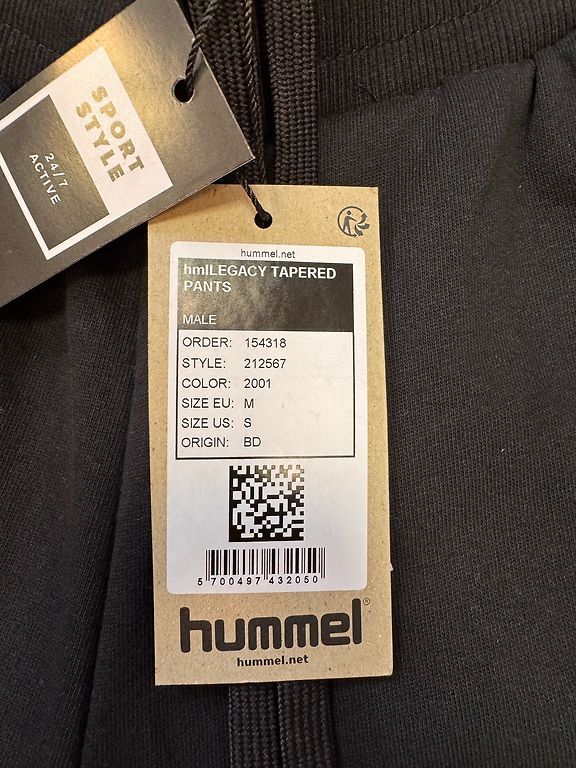 SPORT
STYLE
24/7
ACTIVE
hummel.net
hmlLEGACY TAPERED
PANTS
MALE
ORDER: 154318
STYLE: 212567
COLOR: 2001
SIZE EU: M
SIZE US: S
ORIGIN: BD
5 700497 432050
hummel®
hummel.net